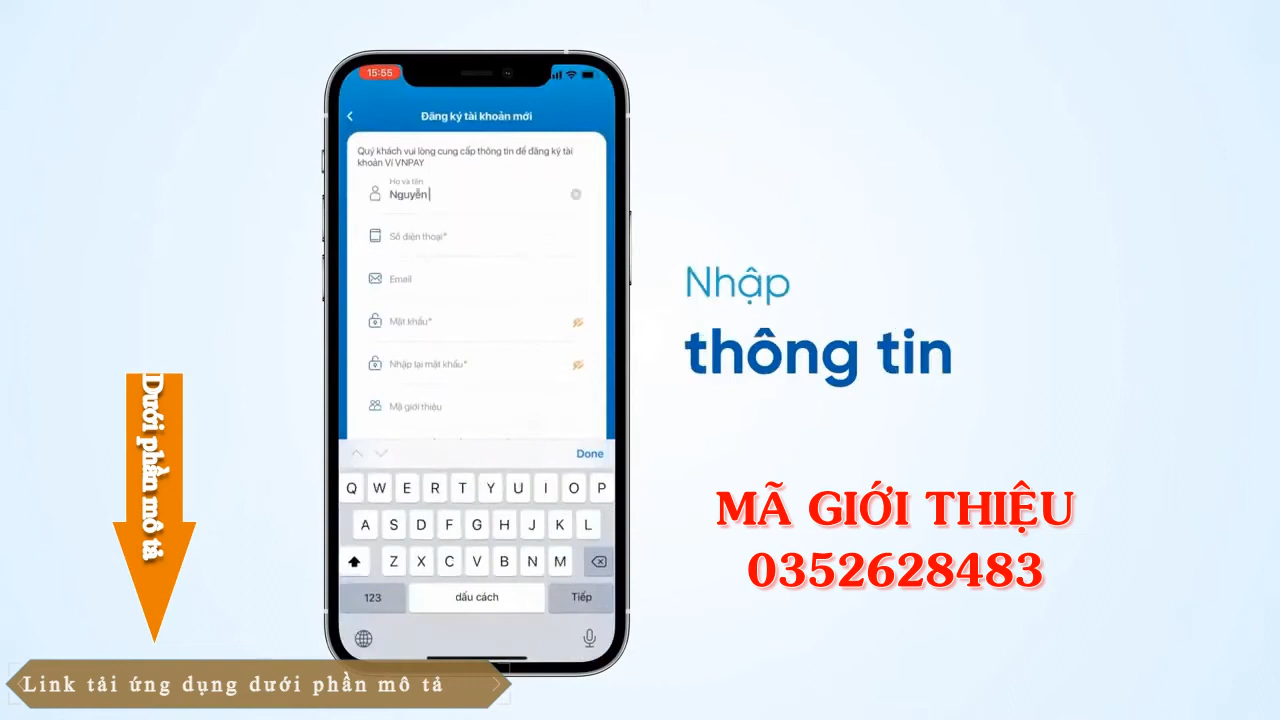 15:55
Đăng ký tài khoản mới
Quý khách vui lòng cung cấp thông tin để đăng ký tài
khoản Ví VNPAY
Họ và tên
Nguyễn
Số điện thoại*
Email
Mật khẩu*
Nhập lại mật khẩu*
Mã giới thiệu
Done
Q W E R T Y U I O P
A S D F G H J K L
Z X C V B N M
123 dấu cách Tiếp
Nhập
thông tin
MÃ GIỚI THIỆU
0352628483
Dưới phần mô tả
Link tải ứng dụng dưới phần mô tả